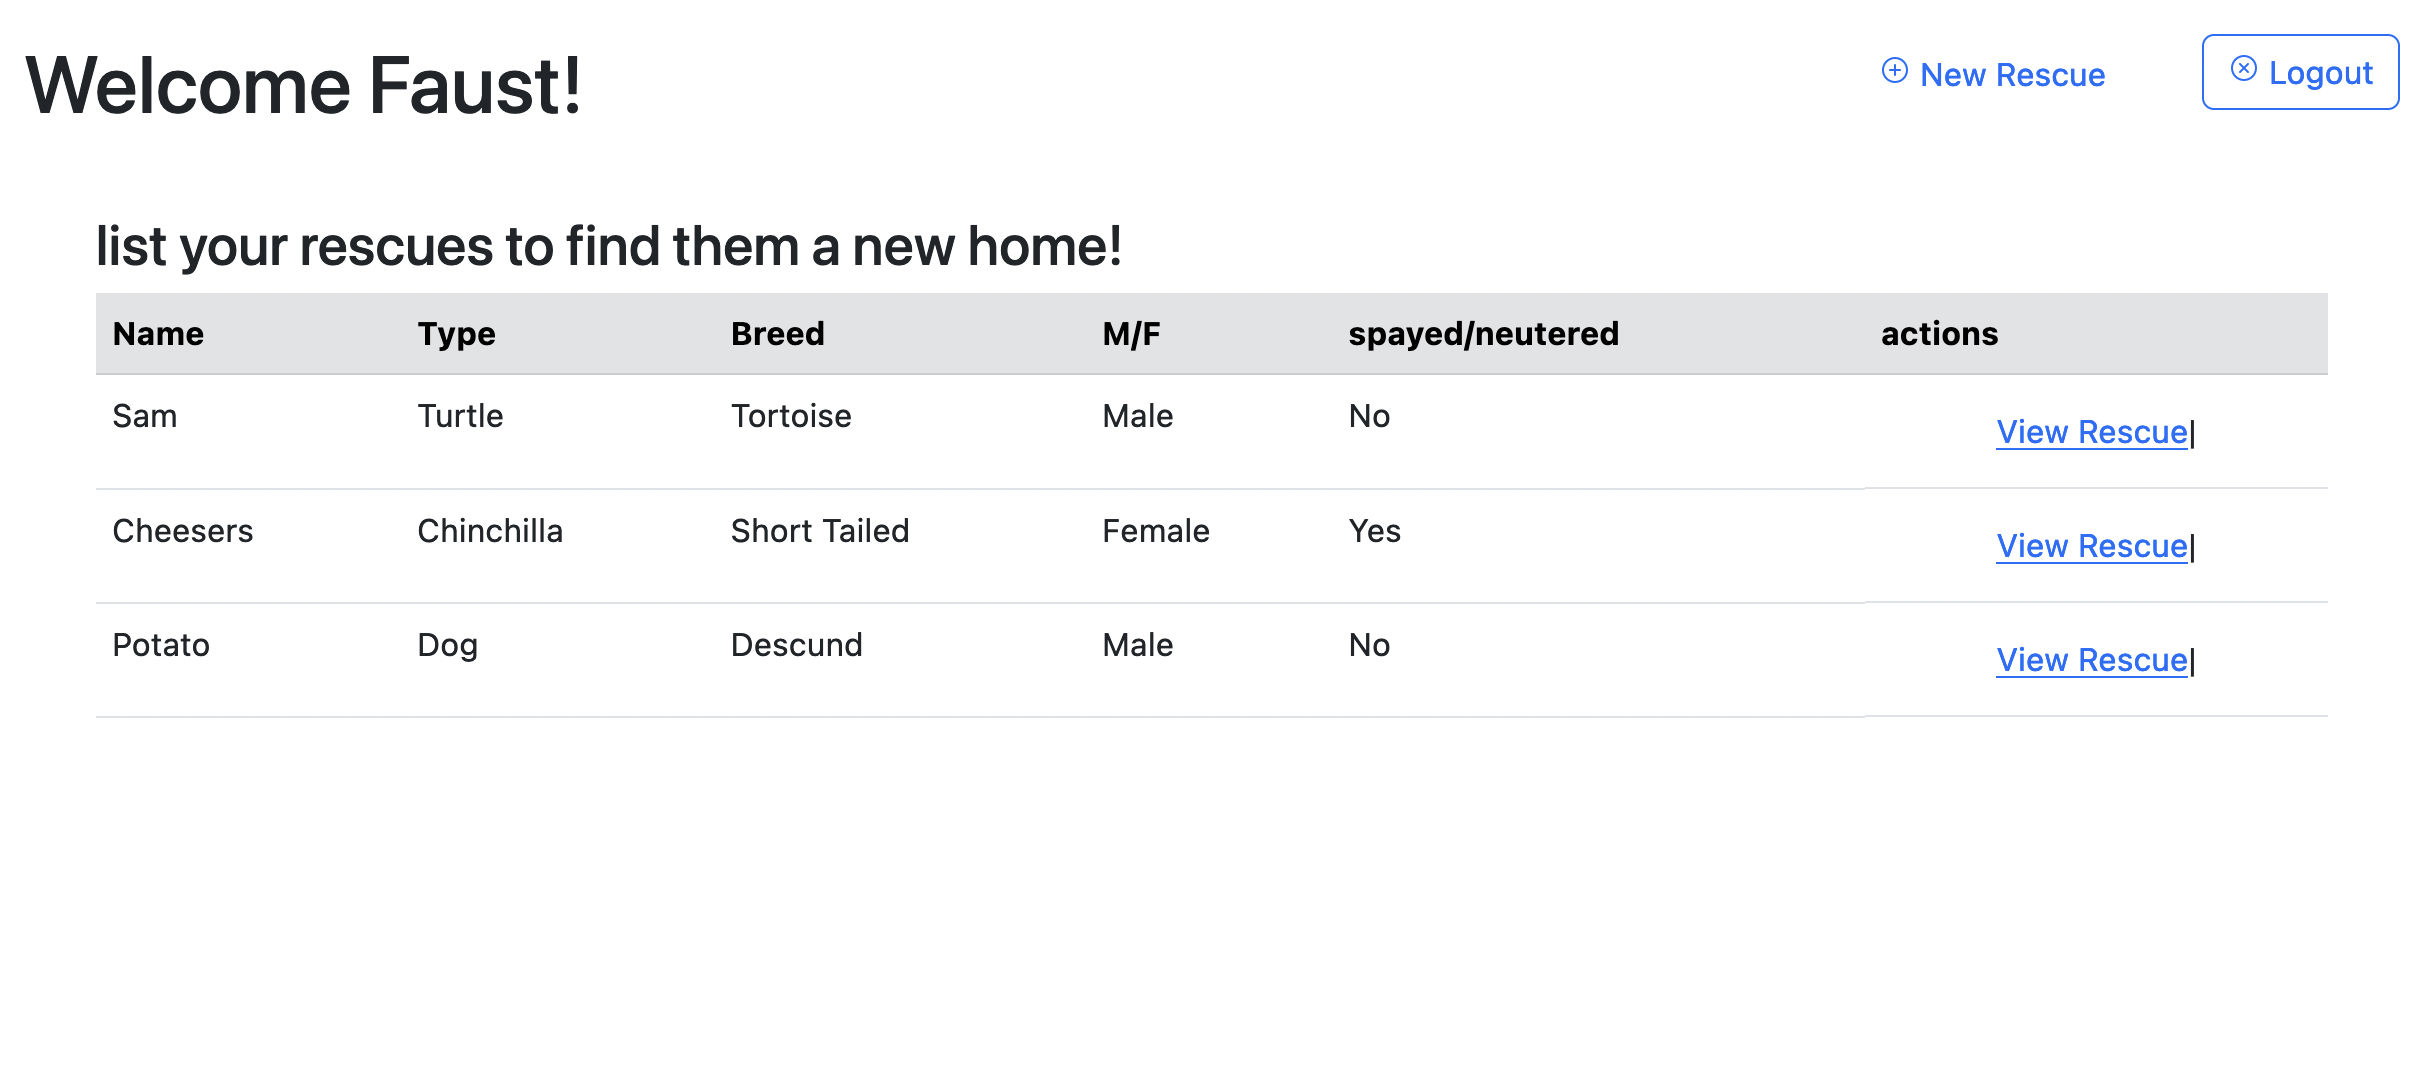 Welcome Faust!
New Rescue
Logout
list your rescues to find them a new home!
Name Type Breed M/F spayed/neutered actions
Sam Turtle Tortoise Male No View Rescue|
Cheesers Chinchilla Short Tailed Female Yes View Rescue|
Potato Dog Descund Male No View Rescue|